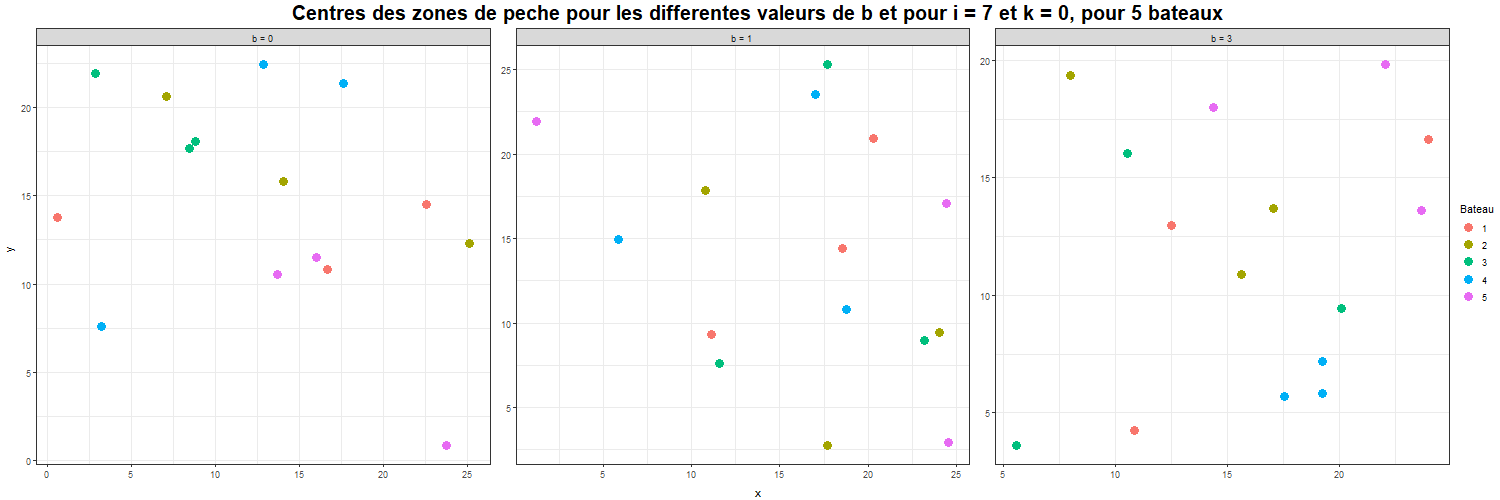 Centres des zones de peche pour les differentes valeurs de b et pour i = 7 et k = 0, pour 5 bateaux
b = 0
b = 1
b = 3
y
20
15
10
5
0
25
20
15
10
5
20
15
10
5
0 5 10 15 20 25
5 10 15 20 25
5 10 15 20
x
Bateau
1
2
3
4
5